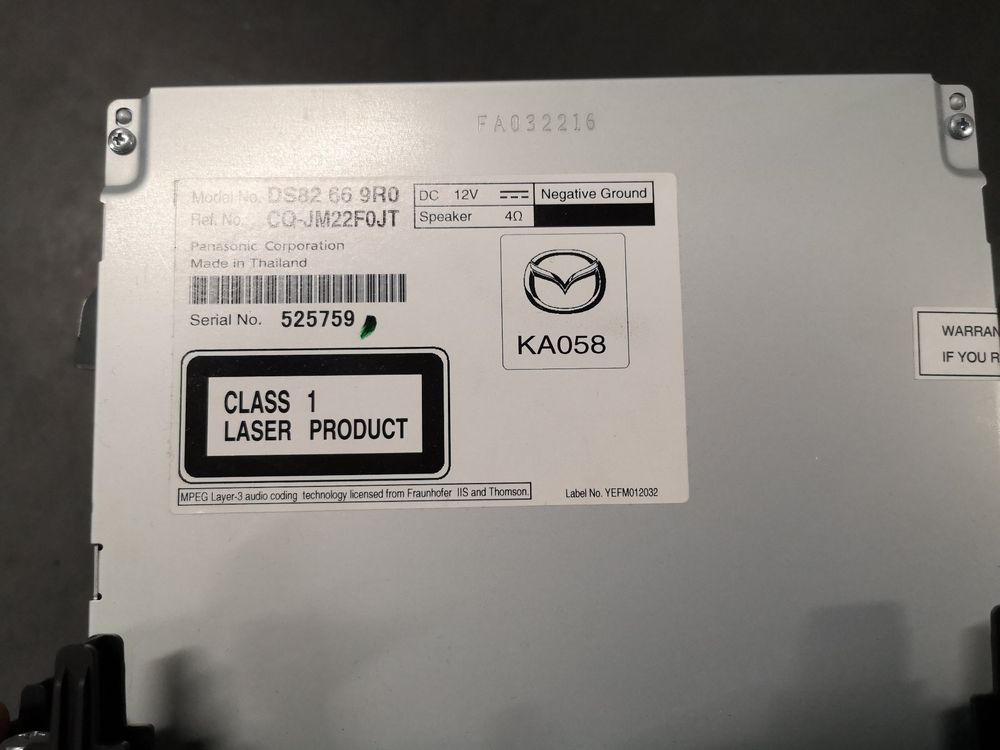 FA032216
Model No. DS82 66 9R0
Ref. No. CQ-JM22F0JT
DC 12V Negative Ground
Speaker 4Ω
Panasonic Corporation
Made in Thailand
Serial No. 525759
KA058
CLASS 1
LASER PRODUCT
MPEG Layer-3 audio coding technology licensed from Fraunhofer IIS and Thomson.
Label No. YEFM012032
WARRAN
IF YOU R